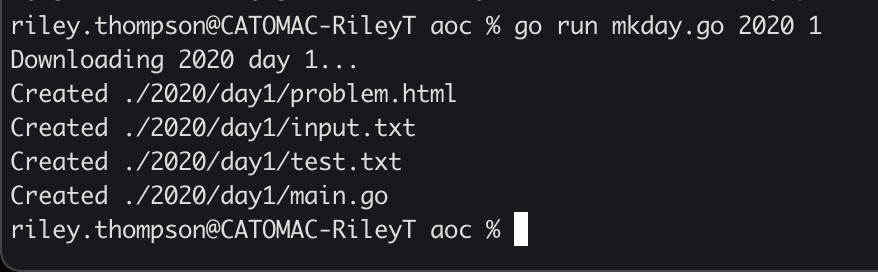 riley.thompson@CATOMAC-RileyT aoc % go run mkday.go 2020 1
Downloading 2020 day 1...
Created ./2020/day1/problem.html
Created ./2020/day1/input.txt
Created ./2020/day1/test.txt
Created ./2020/day1/main.go
riley.thompson@CATOMAC-RileyT aoc %